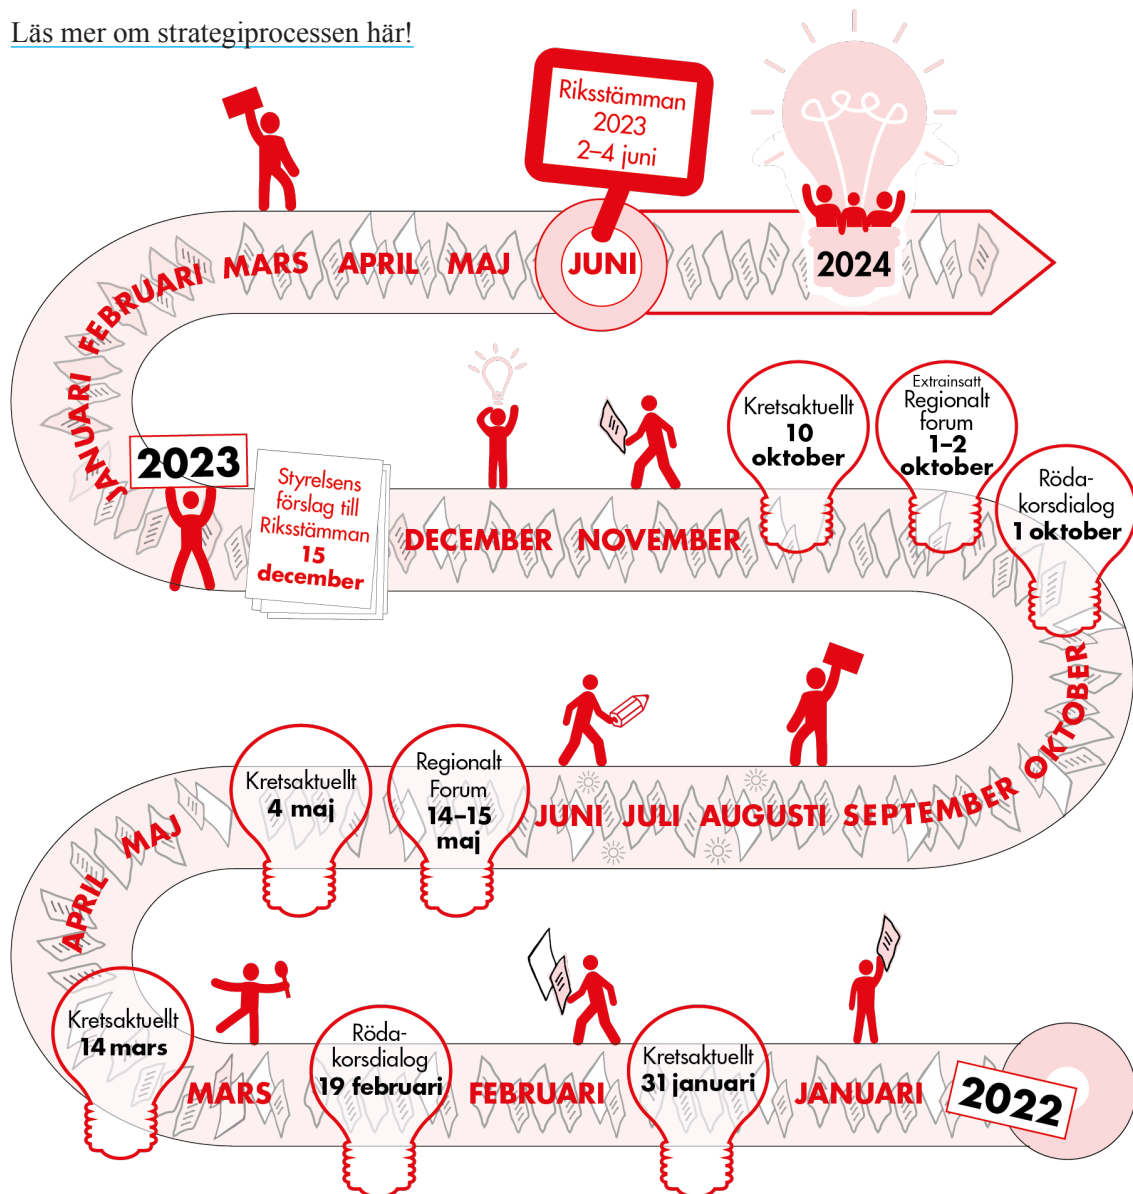 Läs mer om strategiprocessen här!
Riksstämman
2023
2–4 juni
FEBRUARI
MARS
APRIL
MAJ
JUNI
2024
JANUARI
2023
Styrelsens
förslag till
Riksstämman
15
december
DECEMBER
NOVEMBER
Kretsaktuellt
10
oktober
Extrainsatt
Regionalt
forum
1–2
oktober
Röda-
korsdialog
1 oktober
OKTOBER
MAJ
Kretsaktuellt
4 maj
Regionalt
Forum
14–15
maj
JUNI
JULI
AUGUSTI
SEPTEMBER
APRIL
Kretsaktuellt
14 mars
MARS
Röda-
korsdialog
19 februari
FEBRUARI
Kretsaktuellt
31 januari
JANUARI
2022